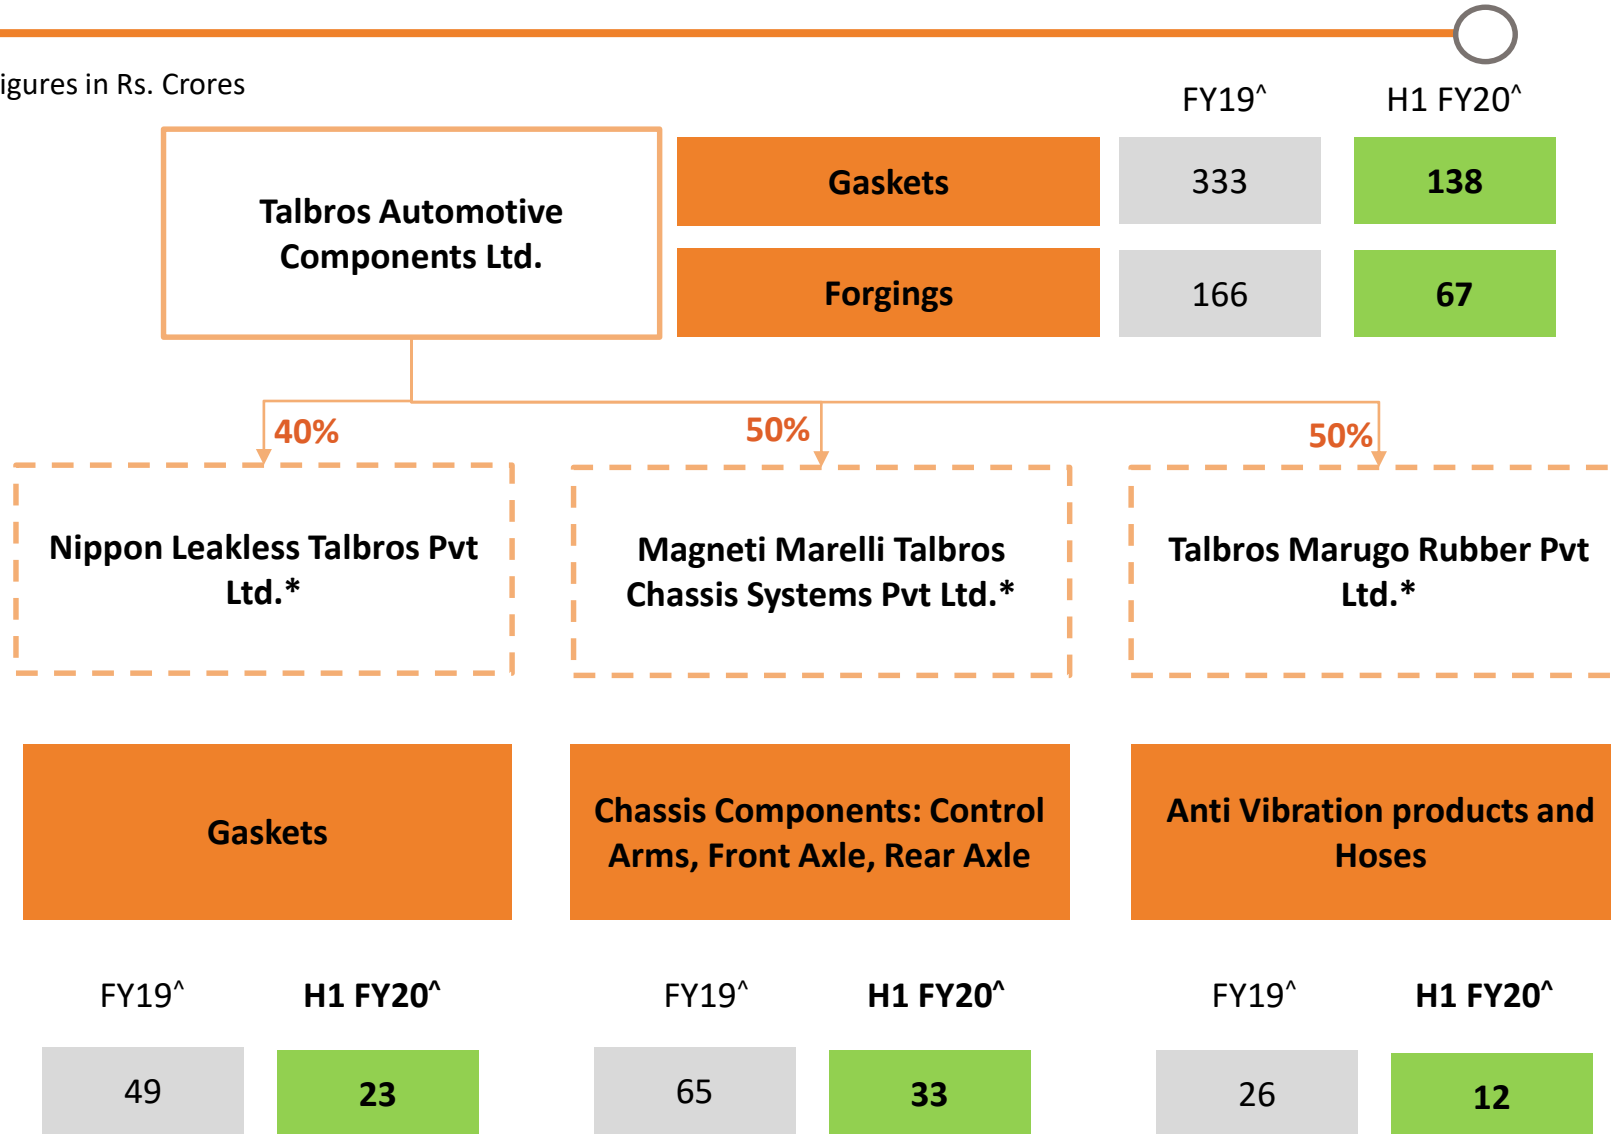 igures in Rs. Crores
FY19^ H1 FY20^
Talbros Automotive
Components Ltd.
Gaskets 333 138
Forgings 166 67
40% 50% 50%
Nippon Leakless Talbros Pvt
Ltd.*
Magneti Marelli Talbros
Chassis Systems Pvt Ltd.*
Talbros Marugo Rubber Pvt
Ltd.*
Gaskets
Chassis Components: Control
Arms, Front Axle, Rear Axle
Anti Vibration products and
Hoses
FY19^ H1 FY20^ FY19^ H1 FY20^ FY19^ H1 FY20^
49 23 65 33 26 12